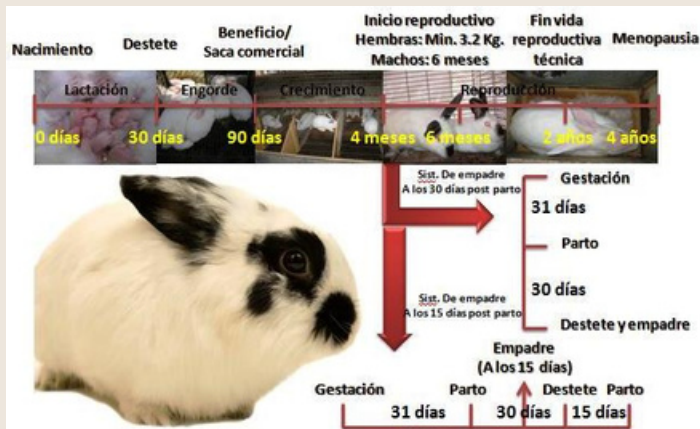 Nacimiento
Destete
Beneficio/
Saca comercial
Inicio reproductivo
Hembras: Min. 3.2 Kg.
Machos: 6 meses
Fin vida
reproductiva
técnica
Menopausia
Lactación
Engorde
Crecimiento
Reproducción
0 días
30 días
90 días
4 meses
6 meses
2 años
4 años
Sist. De empadre
A los 30 días post parto
Gestación
31 días
Parto
30 días
Destete y empadre
Sist. De empadre
A los 15 días post parto
Empadre
(A los 15 días)
Gestación
Parto
Destete
Parto
31 días
30 días
15 días